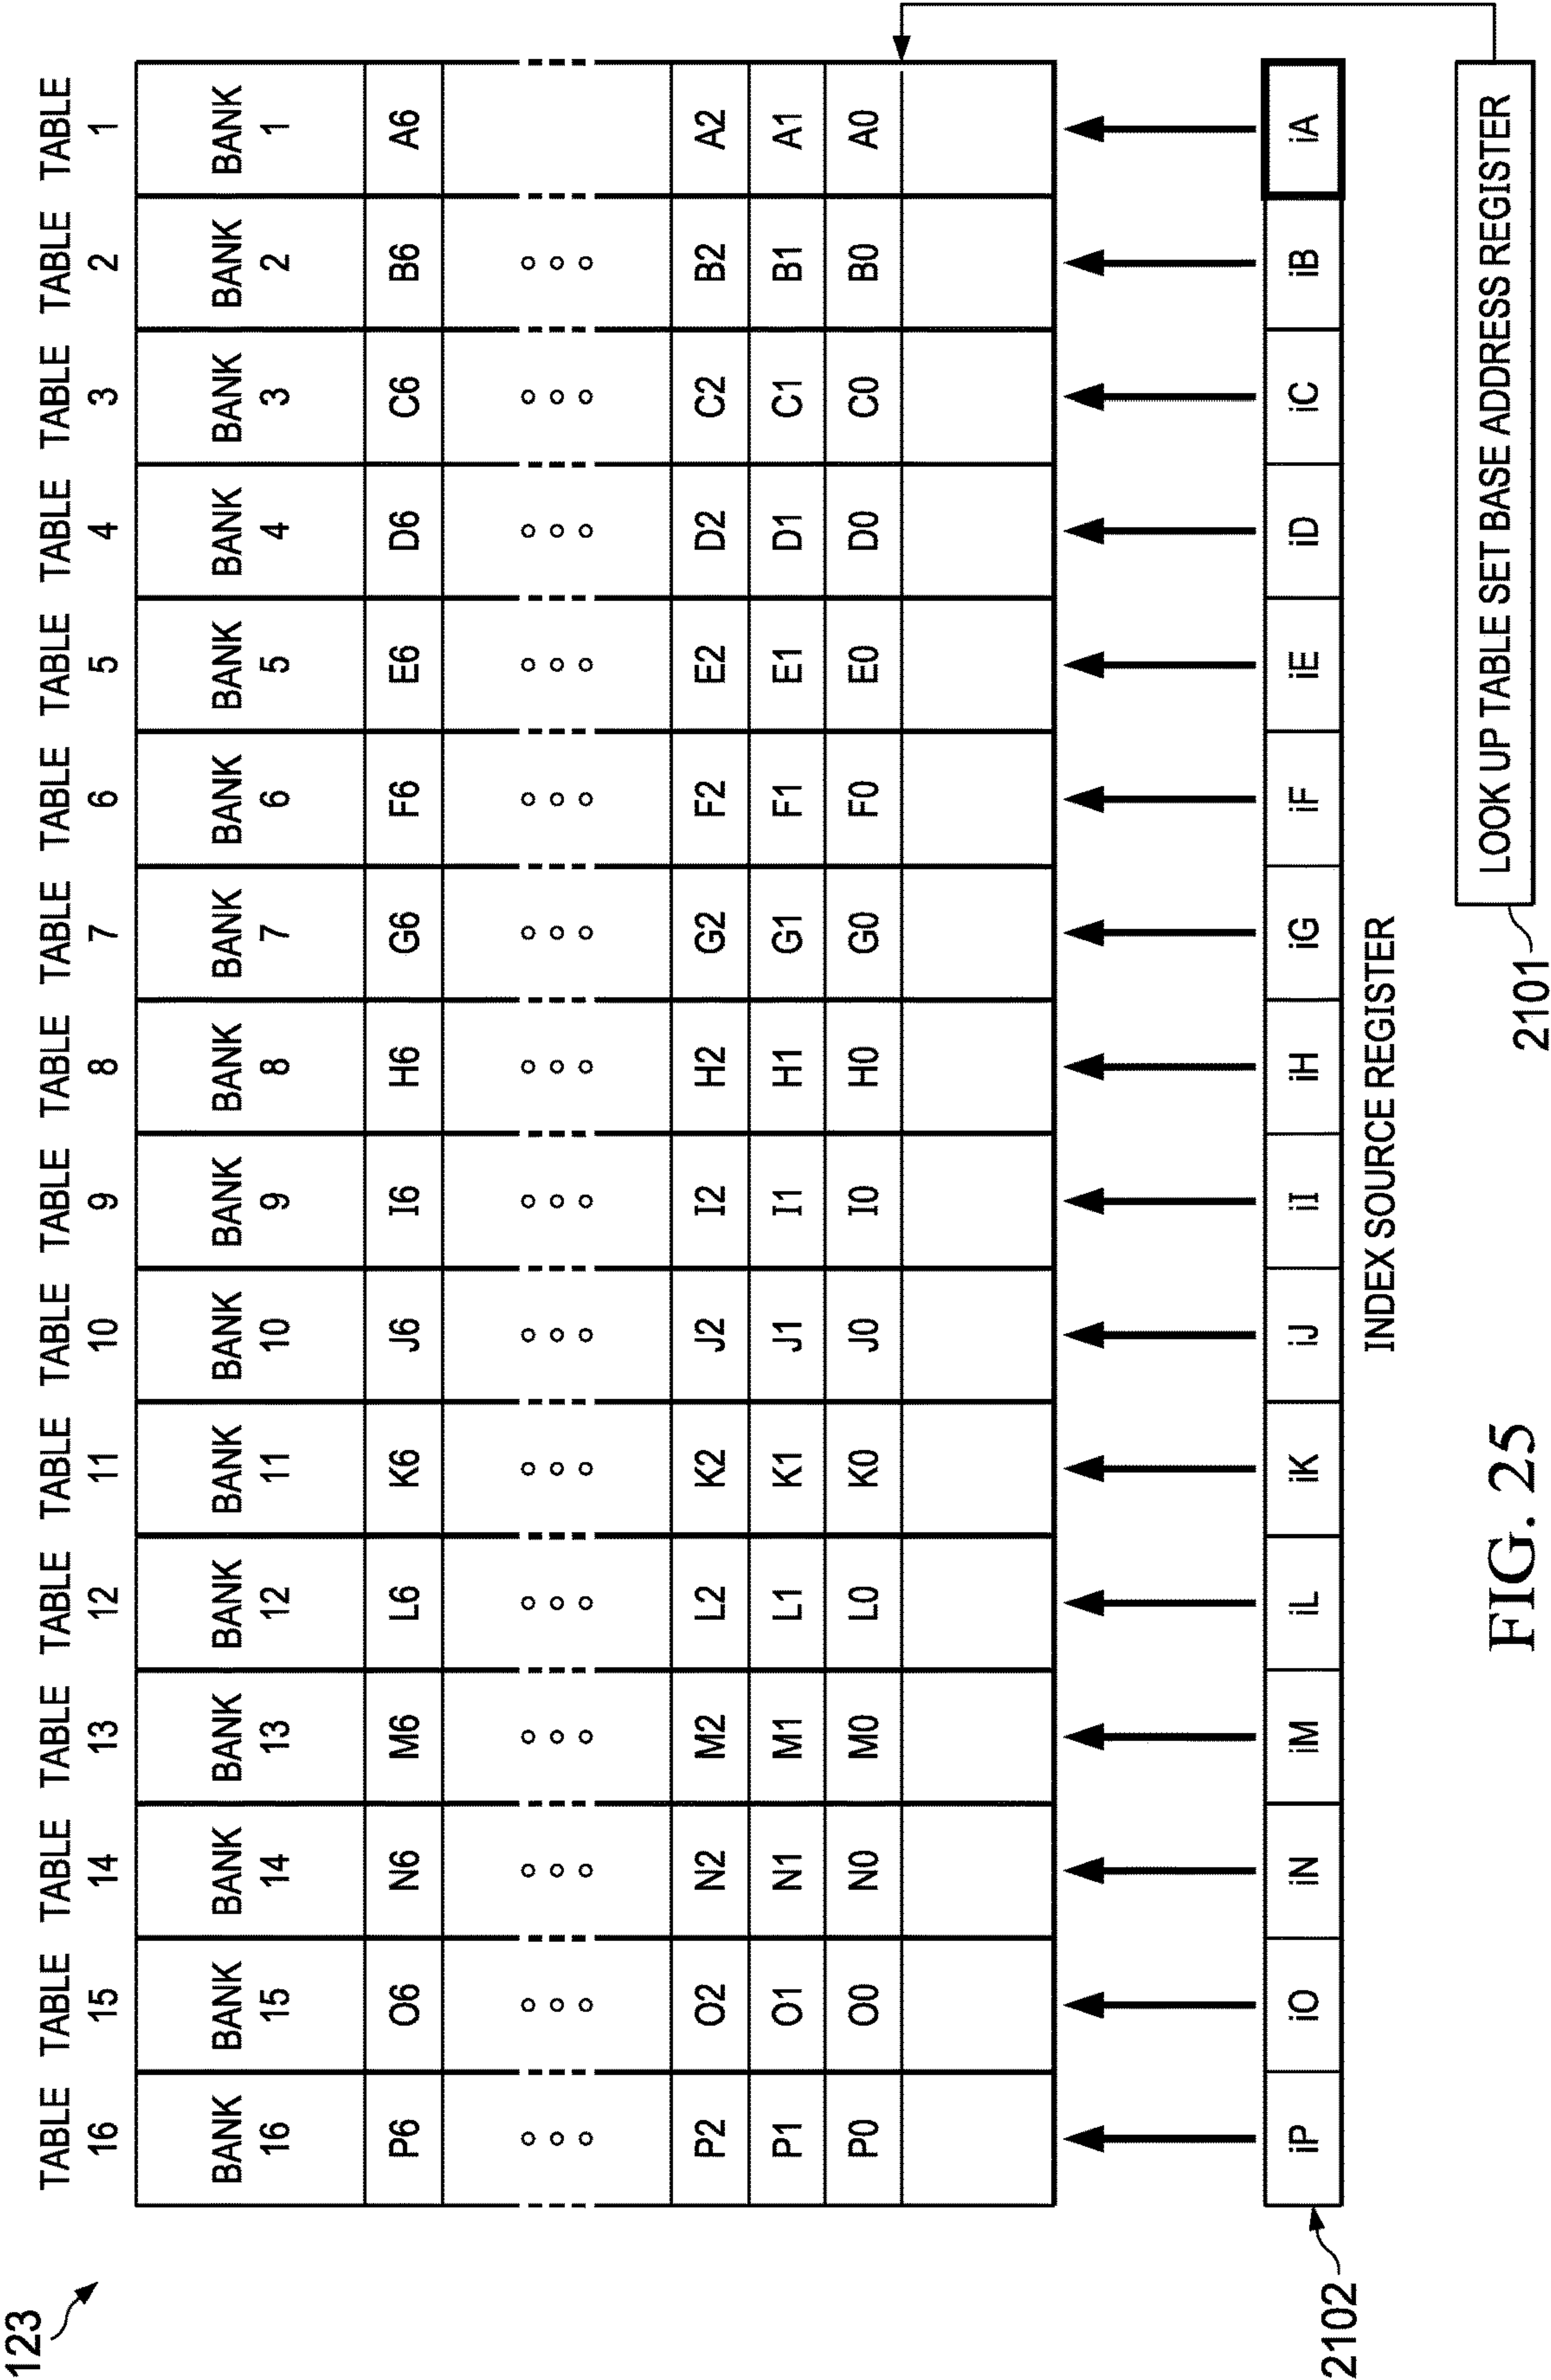 123
TABLE TABLE TABLE TABLE TABLE TABLE TABLE TABLE TABLE TABLE TABLE TABLE TABLE TABLE TABLE TABLE
16 15 14 13 12 11 10 9 8 7 6 5 4 3 2 1
BANK BANK BANK BANK BANK BANK BANK BANK BANK BANK BANK BANK BANK BANK BANK BANK
16 15 14 13 12 11 10 9 8 7 6 5 4 3 2 1
P6 O6 N6 M6 L6 K6 J6 I6 H6 G6 F6 E6 D6 C6 B6 A6
P2 O2 N2 M2 L2 K2 J2 I2 H2 G2 F2 E2 D2 C2 B2 A2
P1 O1 N1 M1 L1 K1 J1 I1 H1 G1 F1 E1 D1 C1 B1 A1
P0 O0 N0 M0 L0 K0 J0 I0 H0 G0 F0 E0 D0 C0 B0 A0
iP iO iN iM iL iK iJ iI iH iG iF iE iD iC iB iA
2102
INDEX SOURCE REGISTER
LOOK UP TABLE SET BASE ADDRESS REGISTER
2101
FIG. 25